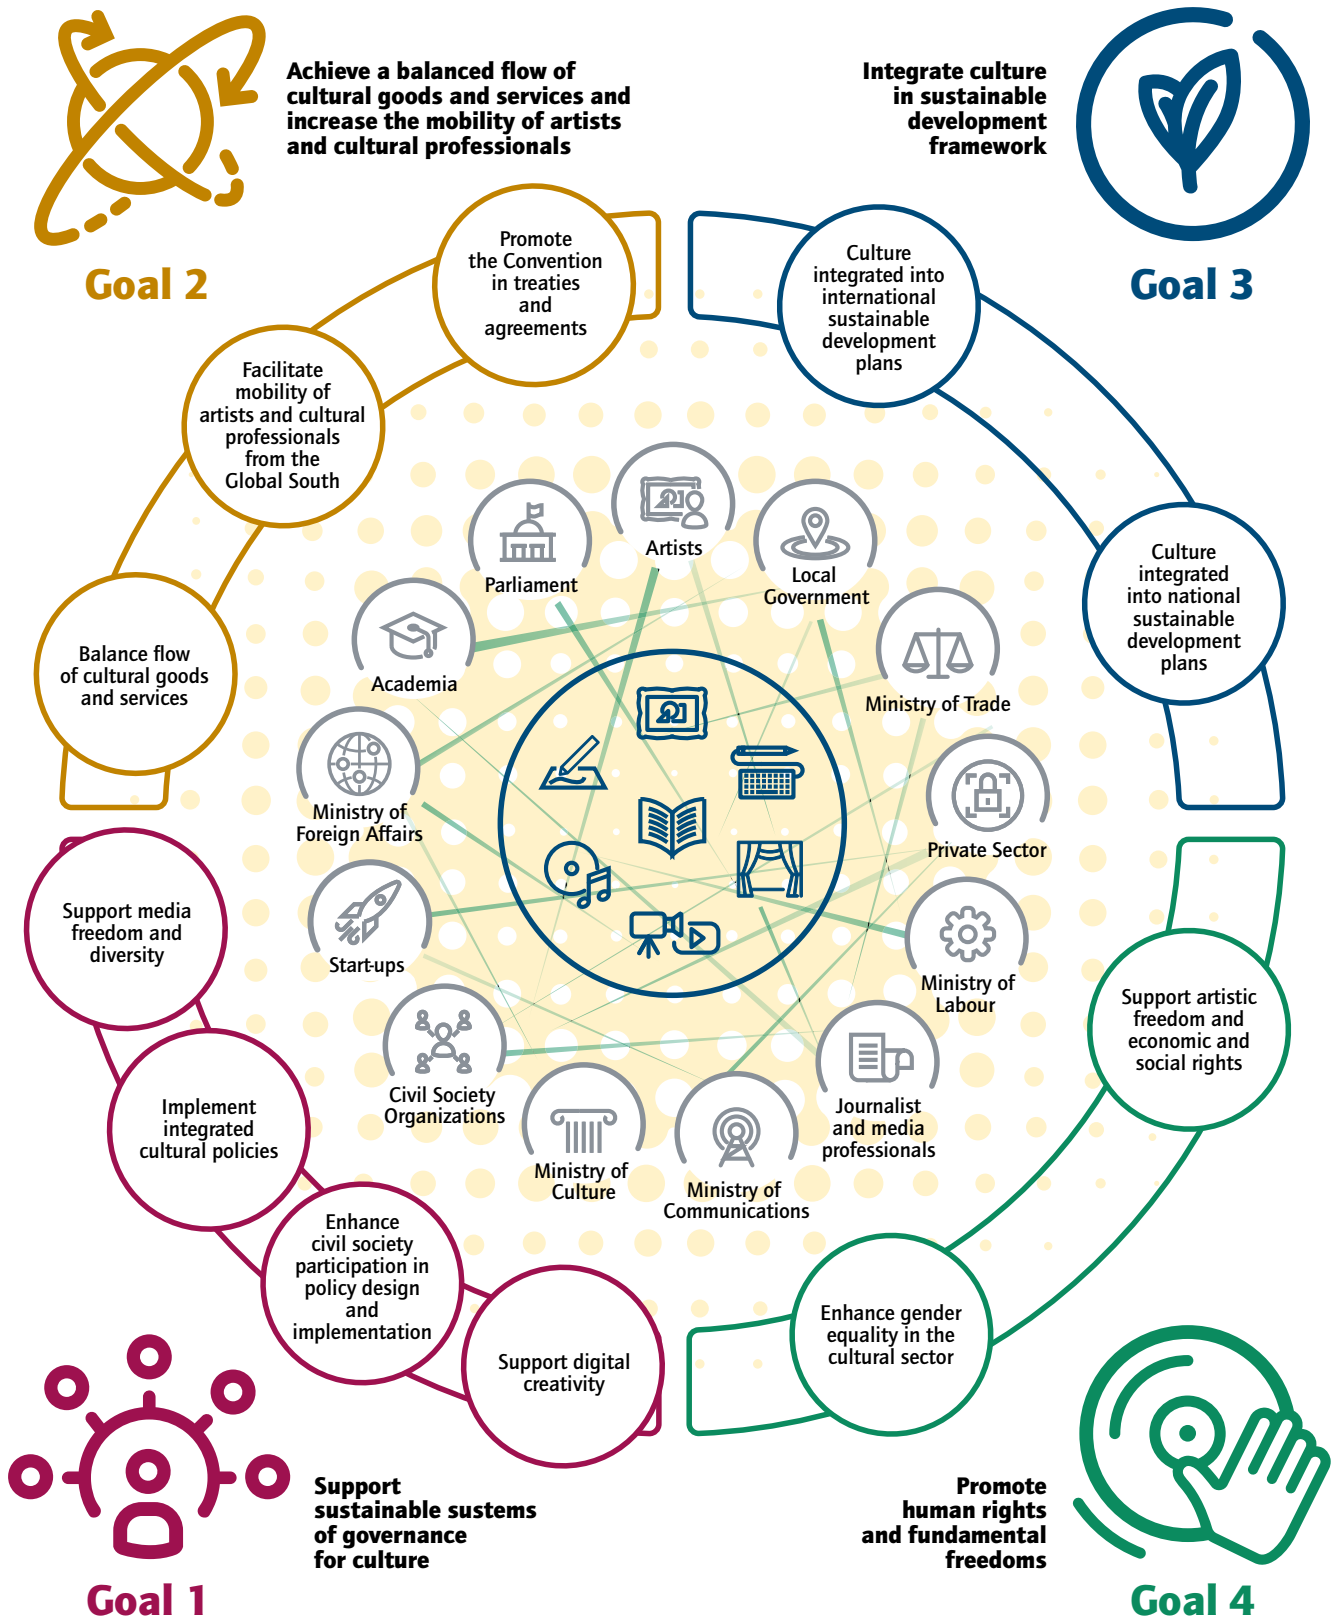 Achieve a balanced flow of
cultural goods and services and
increase the mobility of artists
and cultural professionals
Goal 2
Integrate culture
in sustainable
development
framework
Goal 3
Promote
the Convention
in treaties
and
agreements
Facilitate
mobility of
artists and cultural
professionals
from the
Global South
Balance flow
of cultural goods
and services
Culture
integrated into
international
sustainable
development
plans
Culture
integrated
into national
sustainable
development
plans
Artists
Parliament
Local
Government
Academia
Ministry of Trade
Ministry of
Foreign Affairs
Private Sector
Start-ups
Ministry of
Labour
Civil Society
Organizations
Journalist
and media
professionals
Ministry of
Culture
Ministry of
Communications
Support media
freedom and
diversity
Implement
integrated
cultural policies
Enhance
civil society
participation in
policy design
and
implementation
Support digital
creativity
Support artistic
freedom and
economic and
social rights
Enhance gender
equality in the
cultural sector
Support
sustainable sustems
of governance
for culture
Goal 1
Promote
human rights
and fundamental
freedoms
Goal 4